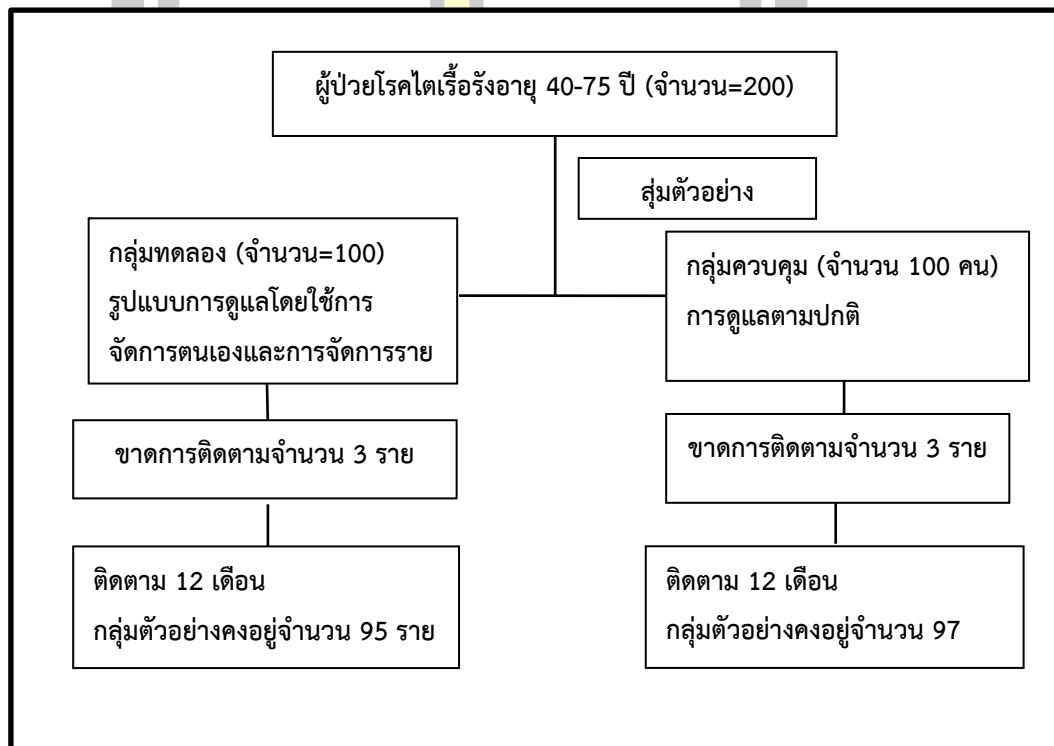 ผู้ป่วยโรคไตเรื้อรังอายุ 40-75 ปี (จำนวน=200)
สุ่มตัวอย่าง
กลุ่มทดลอง (จำนวน=100)
รูปแบบการดูแลโดยใช้การ
จัดการตนเองและการจัดการราย
กลุ่มควบคุม (จำนวน 100 คน)
การดูแลตามปกติ
ขาดการติดตามจำนวน 3 ราย
ขาดการติดตามจำนวน 3 ราย
ติดตาม 12 เดือน
กลุ่มตัวอย่างคงอยู่จำนวน 95 ราย
ติดตาม 12 เดือน
กลุ่มตัวอย่างคงอยู่จำนวน 97